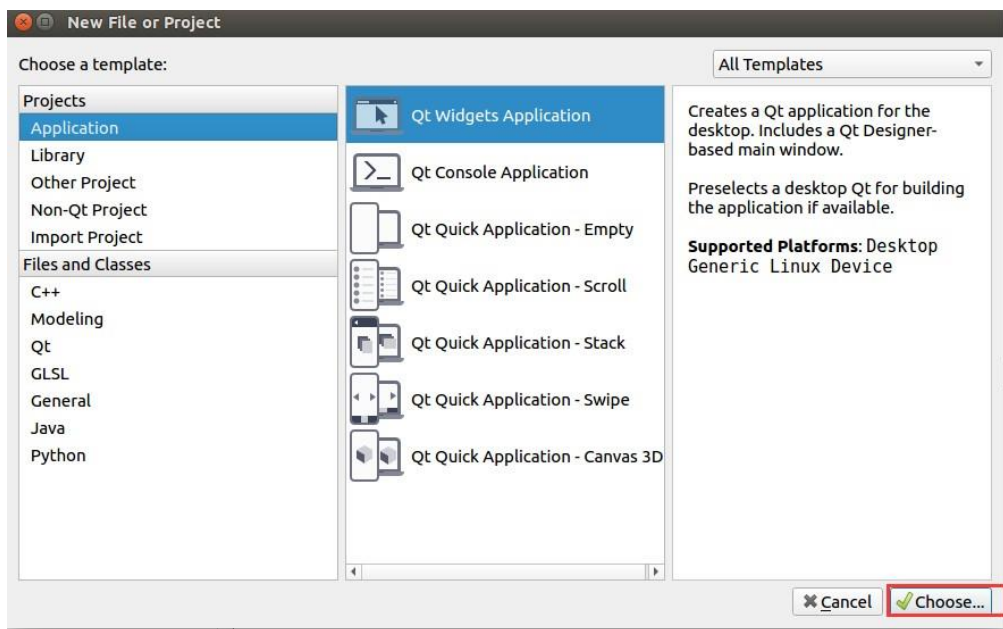 New File or Project
Choose a template:
All Templates
Projects
Application
Library
Other Project
Non-Qt Project
Import Project
Files and Classes
C++
Modeling
Qt
GLSL
General
Java
Python
Qt Widgets Application
Qt Console Application
Qt Quick Application - Empty
Qt Quick Application - Scroll
Qt Quick Application - Stack
Qt Quick Application - Swipe
Qt Quick Application - Canvas 3D
Creates a Qt application for the
desktop. Includes a Qt Designer-
based main window.
Preselects a desktop Qt for building
the application if available.
Supported Platforms: Desktop
Generic Linux Device
Cancel
Choose...